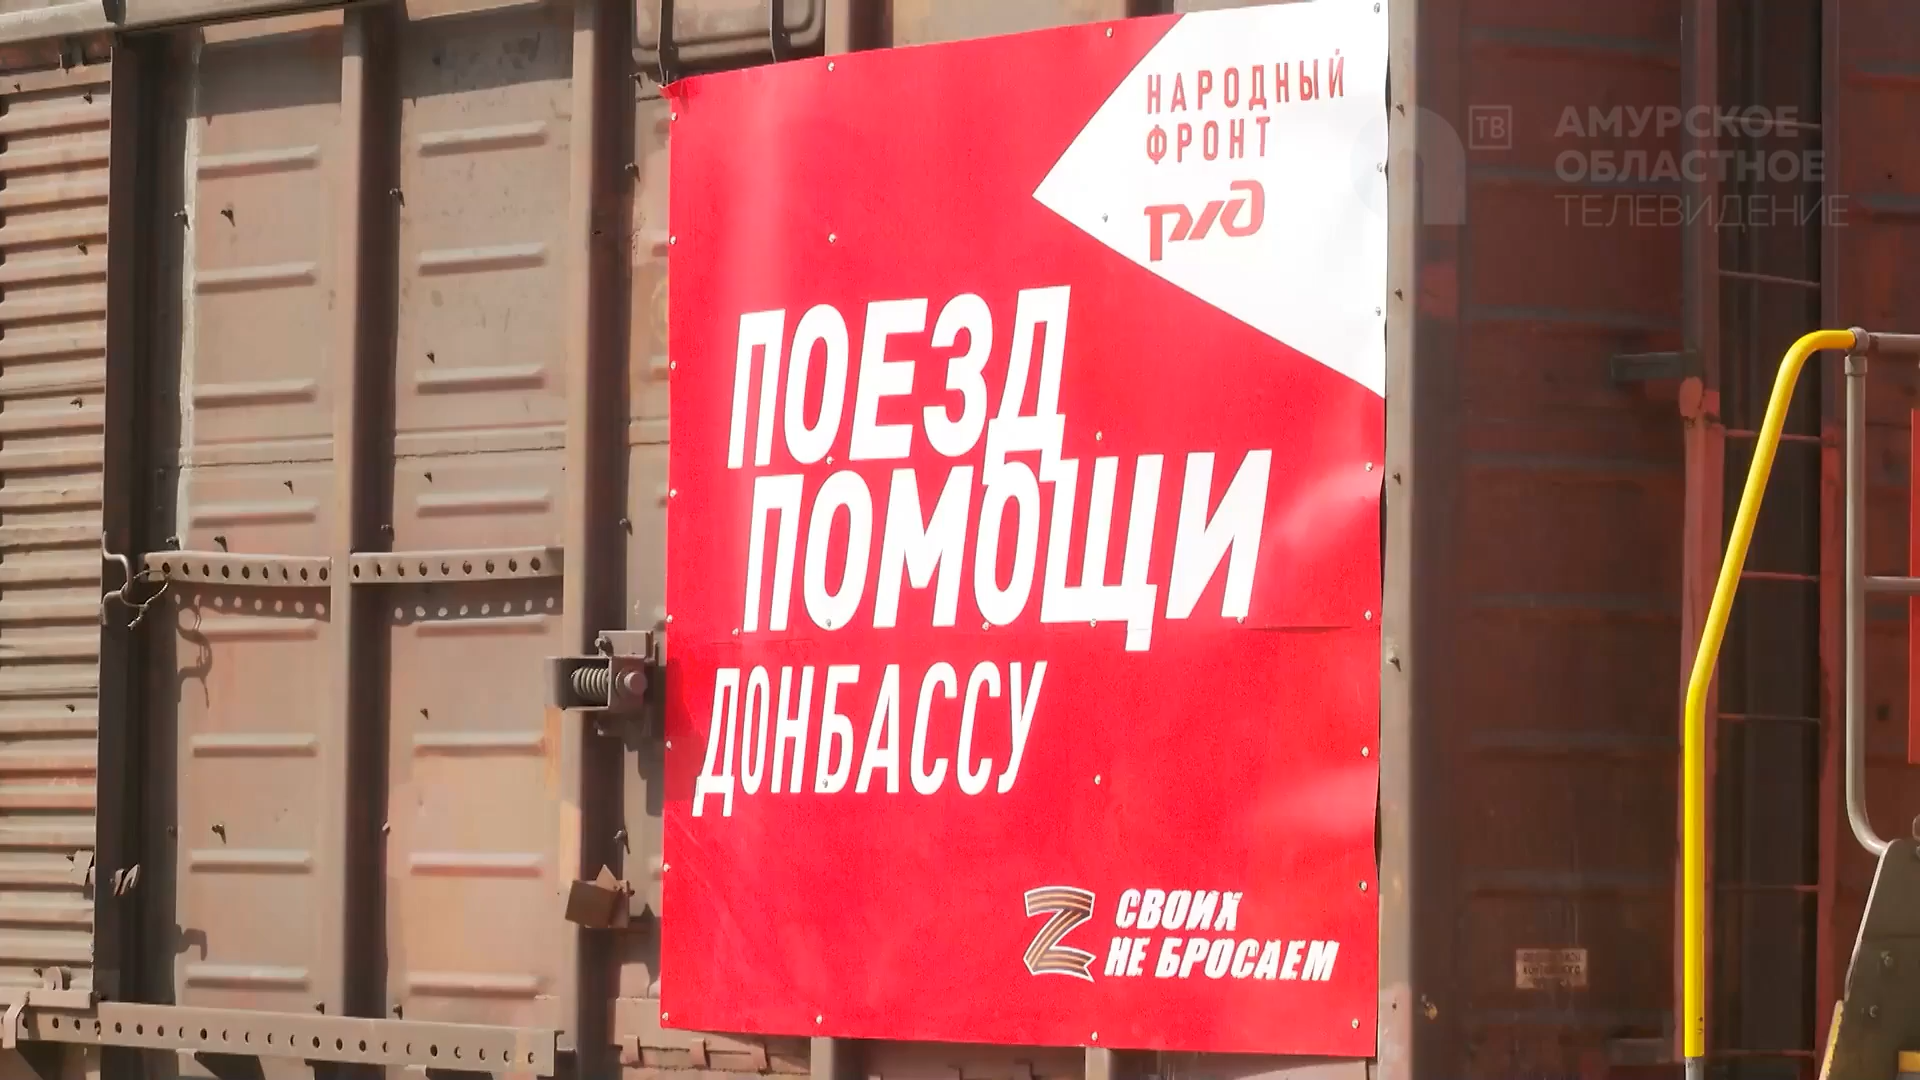 НАРОДНЫЙ
ФРОНТ
ржд
ПОЕЗД
ПОМОЩИ
ДОНБАССУ
Z СВОИХ
НЕ БРОСАЕМ
ТВ
АМУРСКОЕ
ОБЛАСТНОЕ
ТЕЛЕВИДЕНИЕ